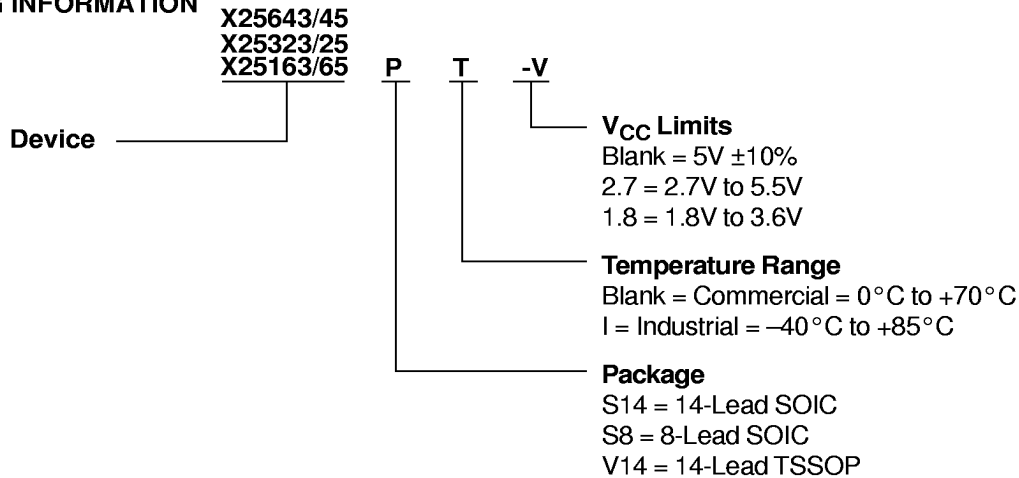 G INFORMATION
X25643/45
X25323/25
X25163/65 P T -V
Device
VCC Limits
Blank = 5V ±10%
2.7 = 2.7V to 5.5V
1.8 = 1.8V to 3.6V
Temperature Range
Blank = Commercial = 0°C to +70°C
I = Industrial = –40°C to +85°C
Package
S14 = 14-Lead SOIC
S8 = 8-Lead SOIC
V14 = 14-Lead TSSOP